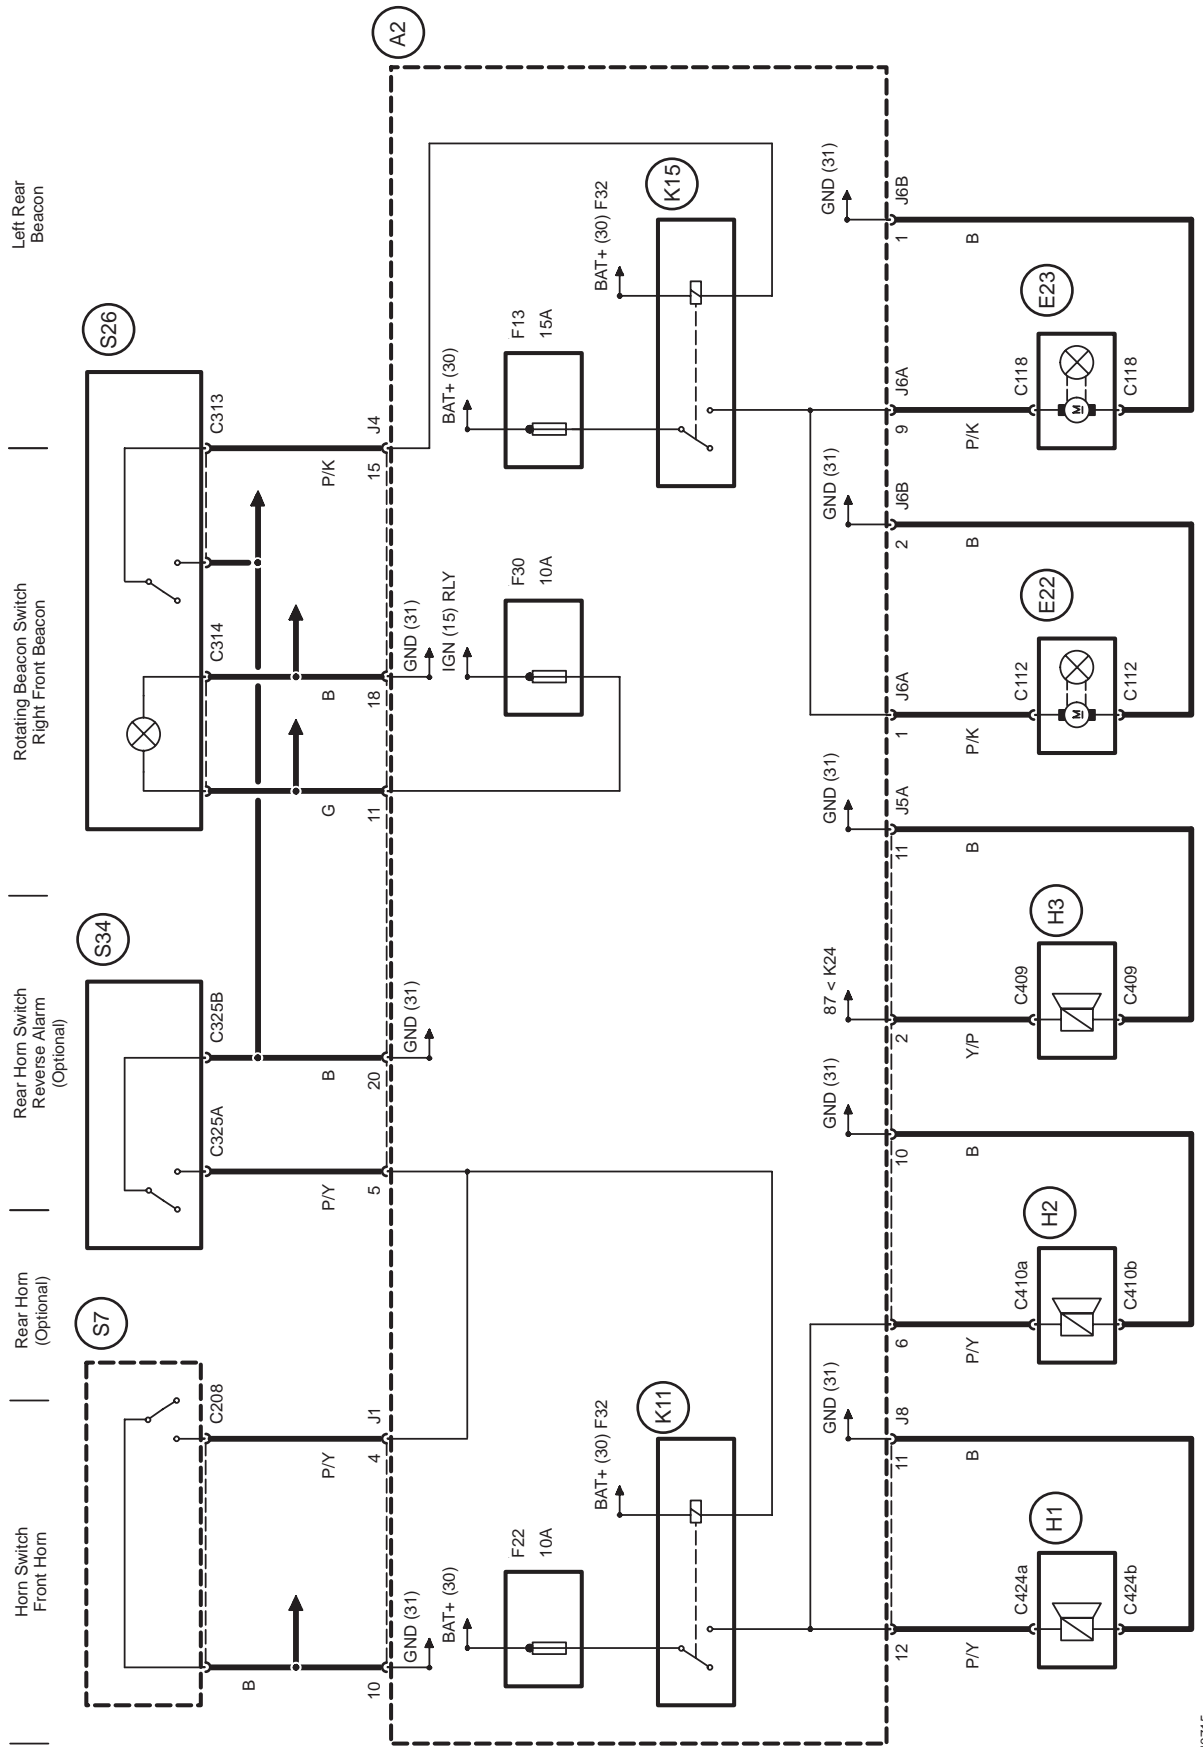 Horn Switch
Front Horn
Rear Horn
(Optional)
Rear Horn Switch
Reverse Alarm
(Optional)
Rotating Beacon Switch
Right Front Beacon
Left Rear
Beacon
S7
S34
S26
A2
C208
C325A
C325B
C314
C313
B
P/Y
P/Y
B
G
B
P/K
10
4
J1
5
20
11
18
15
J4
GND (31)
BAT+ (30)
GND (31)
GND (31)
IGN (15) RLY
BAT+ (30)
F22
10A
F30
10A
F13
15A
BAT+ (30) F32
K11
BAT+ (30) F32
K15
GND (31)
GND (31)
87 < K24
GND (31)
GND (31)
GND (31)
12
11
J8
6
10
2
11
J5A
1
J6A
2
J6B
9
J6A
1
J6B
P/Y
B
P/Y
B
Y/P
B
P/K
B
P/K
B
H1
H2
H3
E22
E23
C424a
C410a
C409
C112
C118
M
M
C424b
C410b
C409
C112
C118